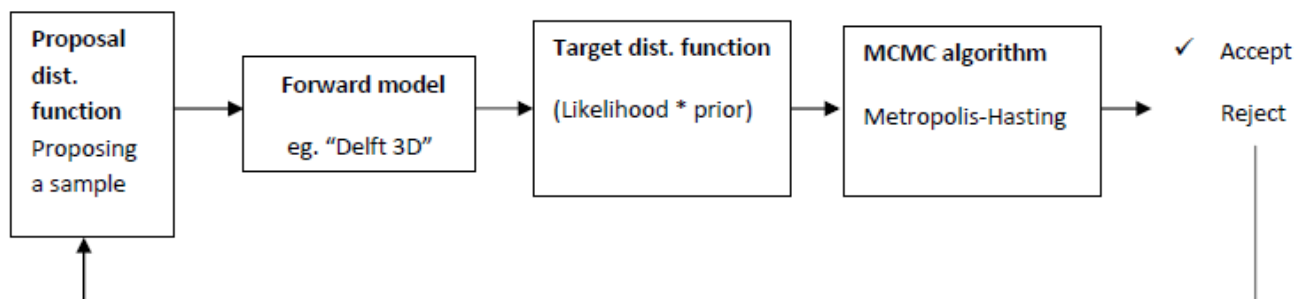 Proposal
dist.
function
Proposing
a sample
Forward model
eg. “Delft 3D”
Target dist. function
(Likelihood * prior)
MCMC algorithm
Metropolis-Hasting
✓ Accept
Reject